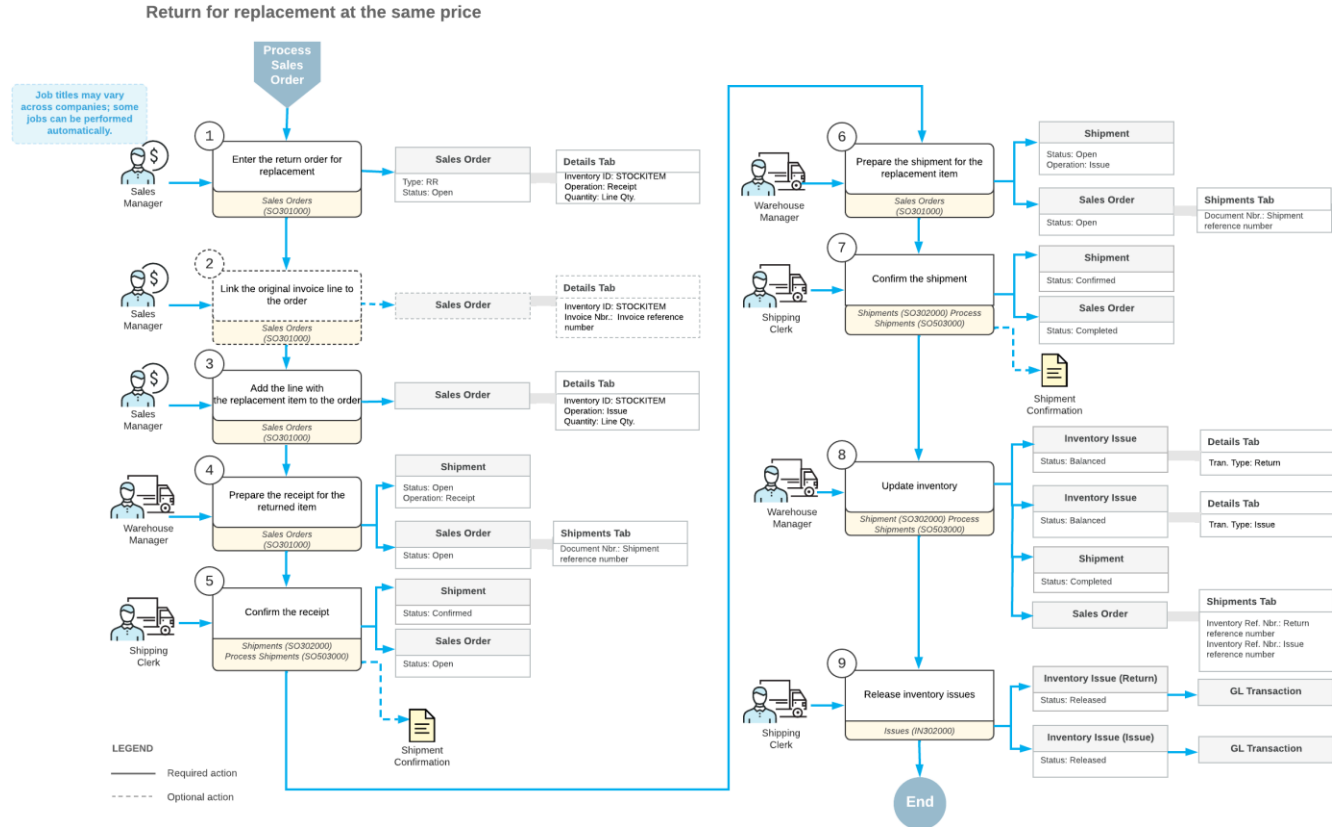 Return for replacement at the same price
Process
Sales
Order
Job titles may vary
across companies; some
jobs can be performed
automatically.
1
Enter the return order for
replacement
Sales Orders
(SO301000)
$
Sales
Manager
Sales Order
Type: RR
Status: Open
Details Tab
Inventory ID: STOCKITEM
Operation: Receipt
Quantity: Line Qty.
2
Link the original invoice line to
the order
Sales Orders
(SO301000)
$
Sales
Manager
Sales Order
Details Tab
Inventory ID: STOCKITEM
Invoice Nbr.: Invoice reference
number
3
Add the line with
the replacement item to the order
Sales Orders
(SO301000)
$
Sales
Manager
Sales Order
Details Tab
Inventory ID: STOCKITEM
Operation: Issue
Quantity: Line Qty.
4
Prepare the receipt for the
returned item
Sales Orders
(SO301000)
Warehouse
Manager
Shipment
Status: Open
Operation: Receipt
Sales Order
Status: Open
Shipments Tab
Document Nbr.: Shipment
reference number
5
Confirm the receipt
Shipments (SO302000)
Process Shipments (SO503000)
Shipping
Clerk
Shipment
Status: Confirmed
Sales Order
Status: Open
Shipment
Confirmation
LEGEND
Required action
Optional action
6
Prepare the shipment for the
replacement item
Sales Orders
(SO301000)
Warehouse
Manager
Shipment
Status: Open
Operation: Issue
Sales Order
Status: Open
Shipments Tab
Document Nbr.: Shipment
reference number
7
Confirm the shipment
Shipments (SO302000) Process
Shipments (SO503000)
Shipping
Clerk
Shipment
Status: Confirmed
Sales Order
Status: Completed
Shipment
Confirmation
8
Update inventory
Shipment (SO302000) Process
Shipments (SO503000)
Warehouse
Manager
Inventory Issue
Status: Balanced
Details Tab
Tran. Type: Return
Inventory Issue
Status: Balanced
Details Tab
Tran. Type: Issue
Shipment
Status: Completed
Sales Order
Shipments Tab
Inventory Ref. Nbr.: Return
reference number
Inventory Ref. Nbr.: Issue
reference number
9
Release inventory issues
Issues (IN302000)
Shipping
Clerk
Inventory Issue (Return)
Status: Released
GL Transaction
Inventory Issue (Issue)
Status: Released
GL Transaction
End